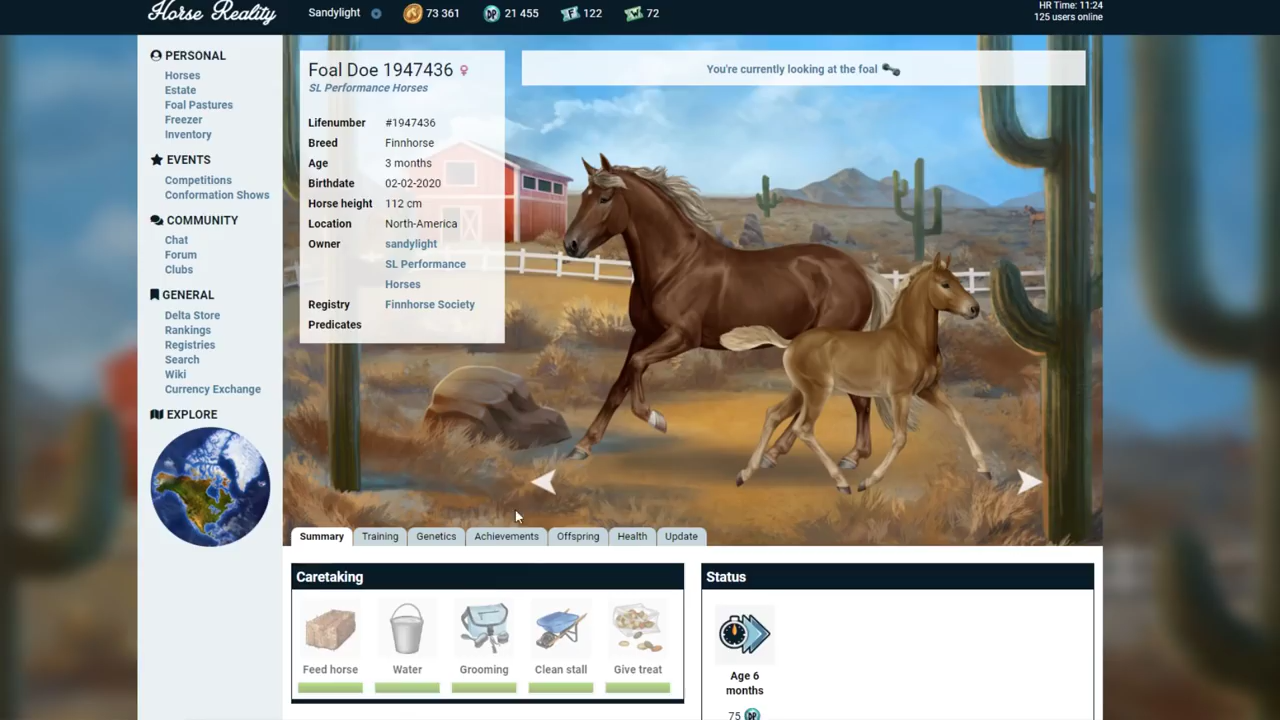 Horse Reality
Sandylight
73 361
DP
21 455
F
122
W
72
HR Time: 11:24
125 users online
PERSONAL
Horses
Estate
Foal Pastures
Freezer
Inventory
EVENTS
Competitions
Conformation Shows
COMMUNITY
Chat
Forum
Clubs
GENERAL
Delta Store
Rankings
Registries
Search
Wiki
Currency Exchange
EXPLORE
Foal Doe 1947436
SL Performance Horses
Lifenumber #1947436
Breed Finnhorse
Age 3 months
Birthdate 02-02-2020
Horse height 112 cm
Location North-America
Owner sandylight
SL Performance
Horses
Registry Finnhorse Society
Predicates
You're currently looking at the foal
Summary Training Genetics Achievements Offspring Health Update
Caretaking
Feed horse Water Grooming Clean stall Give treat
Status
Age 6
months
75 DP